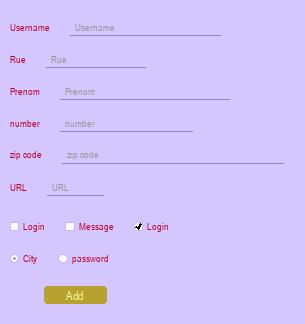 Username Username
Rue Rue
Prenom Prenom
number number
zip code zip code
URL URL
Login Message Login
City password
Add